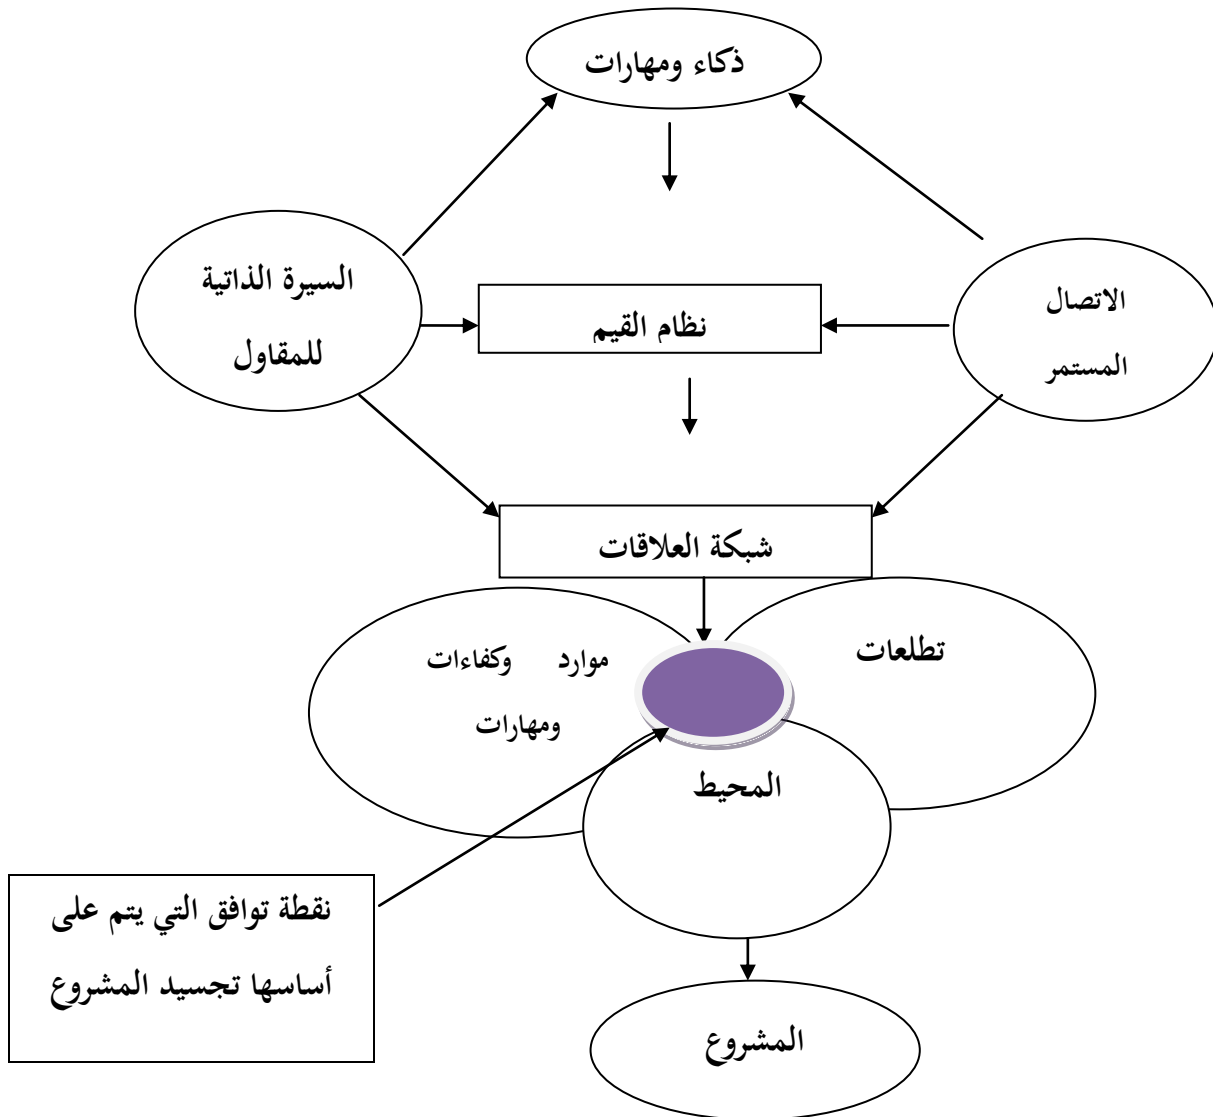 ذكاء ومهارات
السيرة الذاتية
للمقاول
نظام القيم
الاتصال
المستمر
شبكة العلاقات
موارد وكفاءات
ومهارات
تطلعات
المحيط
نقطة توافق التي يتم على
أساسها تجسيد المشروع
المشروع